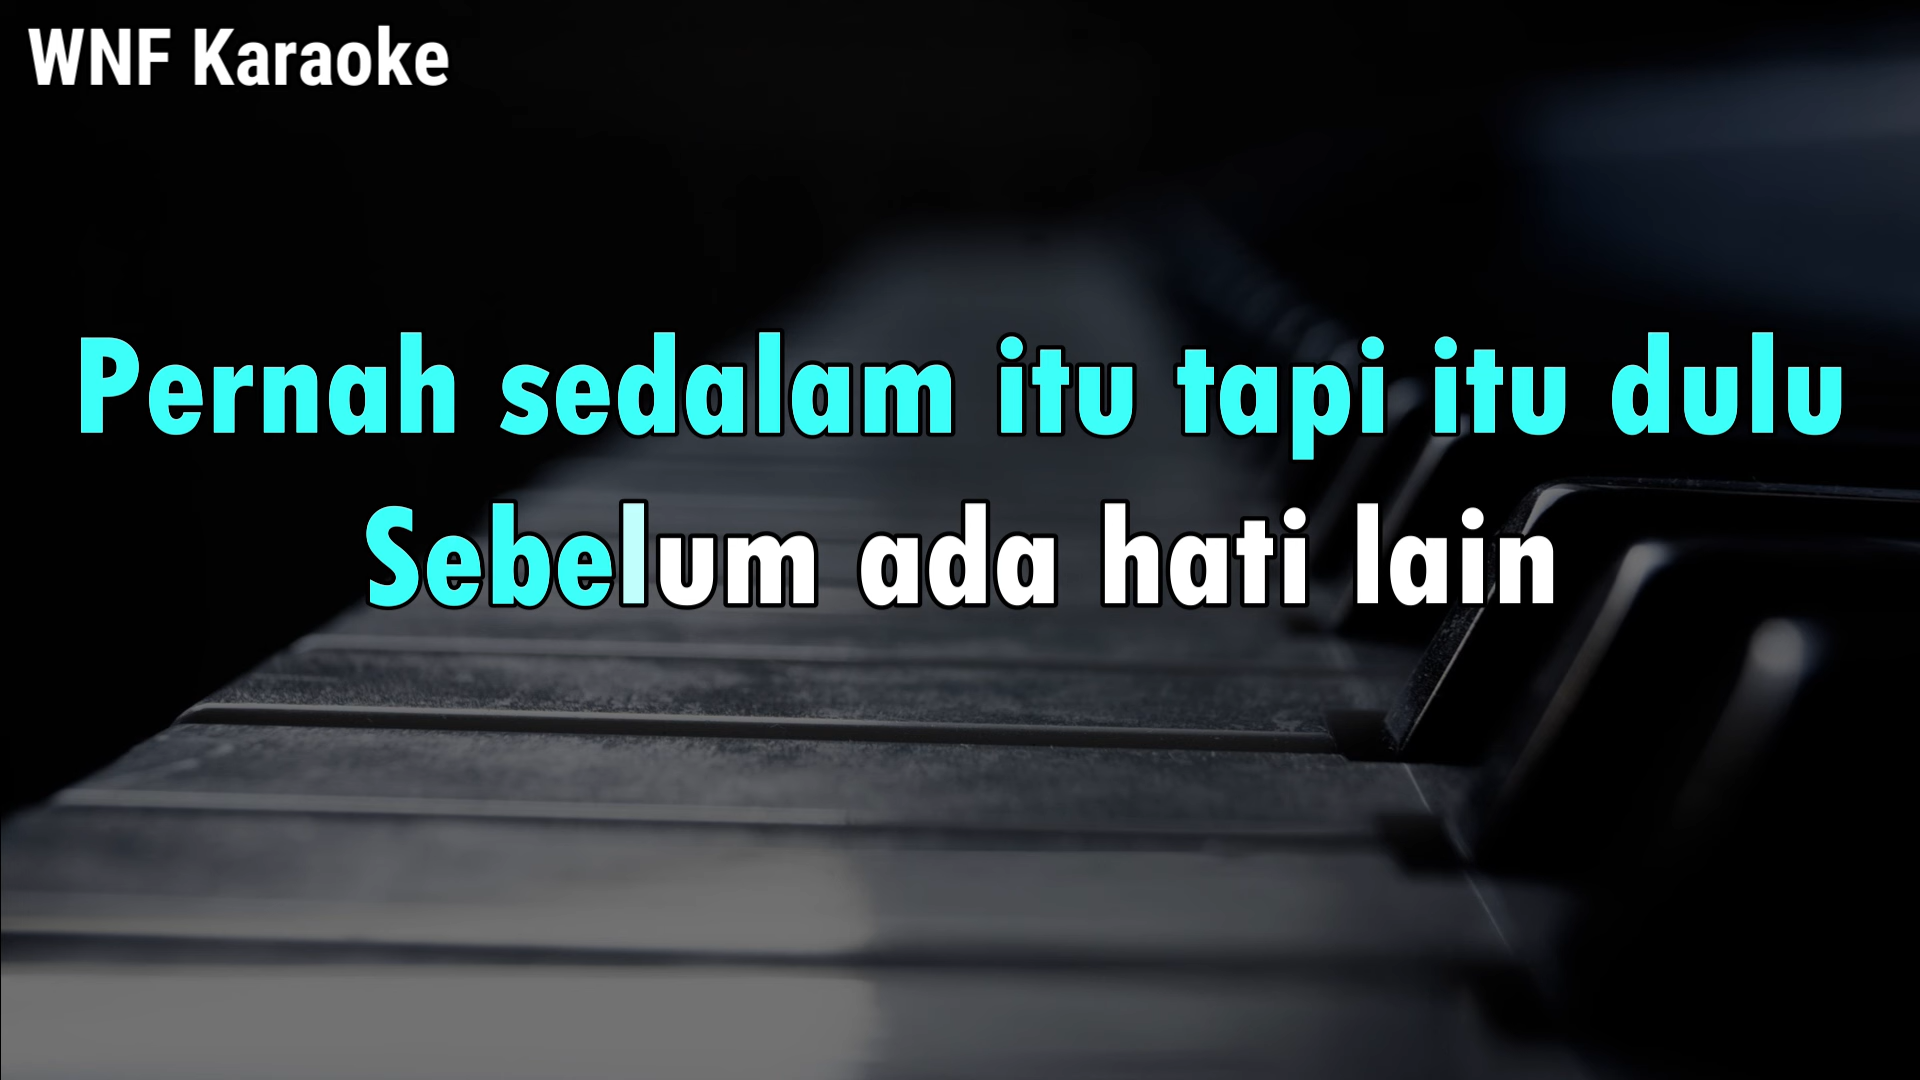 WNF Karaoke
Pernah sedalam itu tapi itu dulu
Sebelum ada hati lain